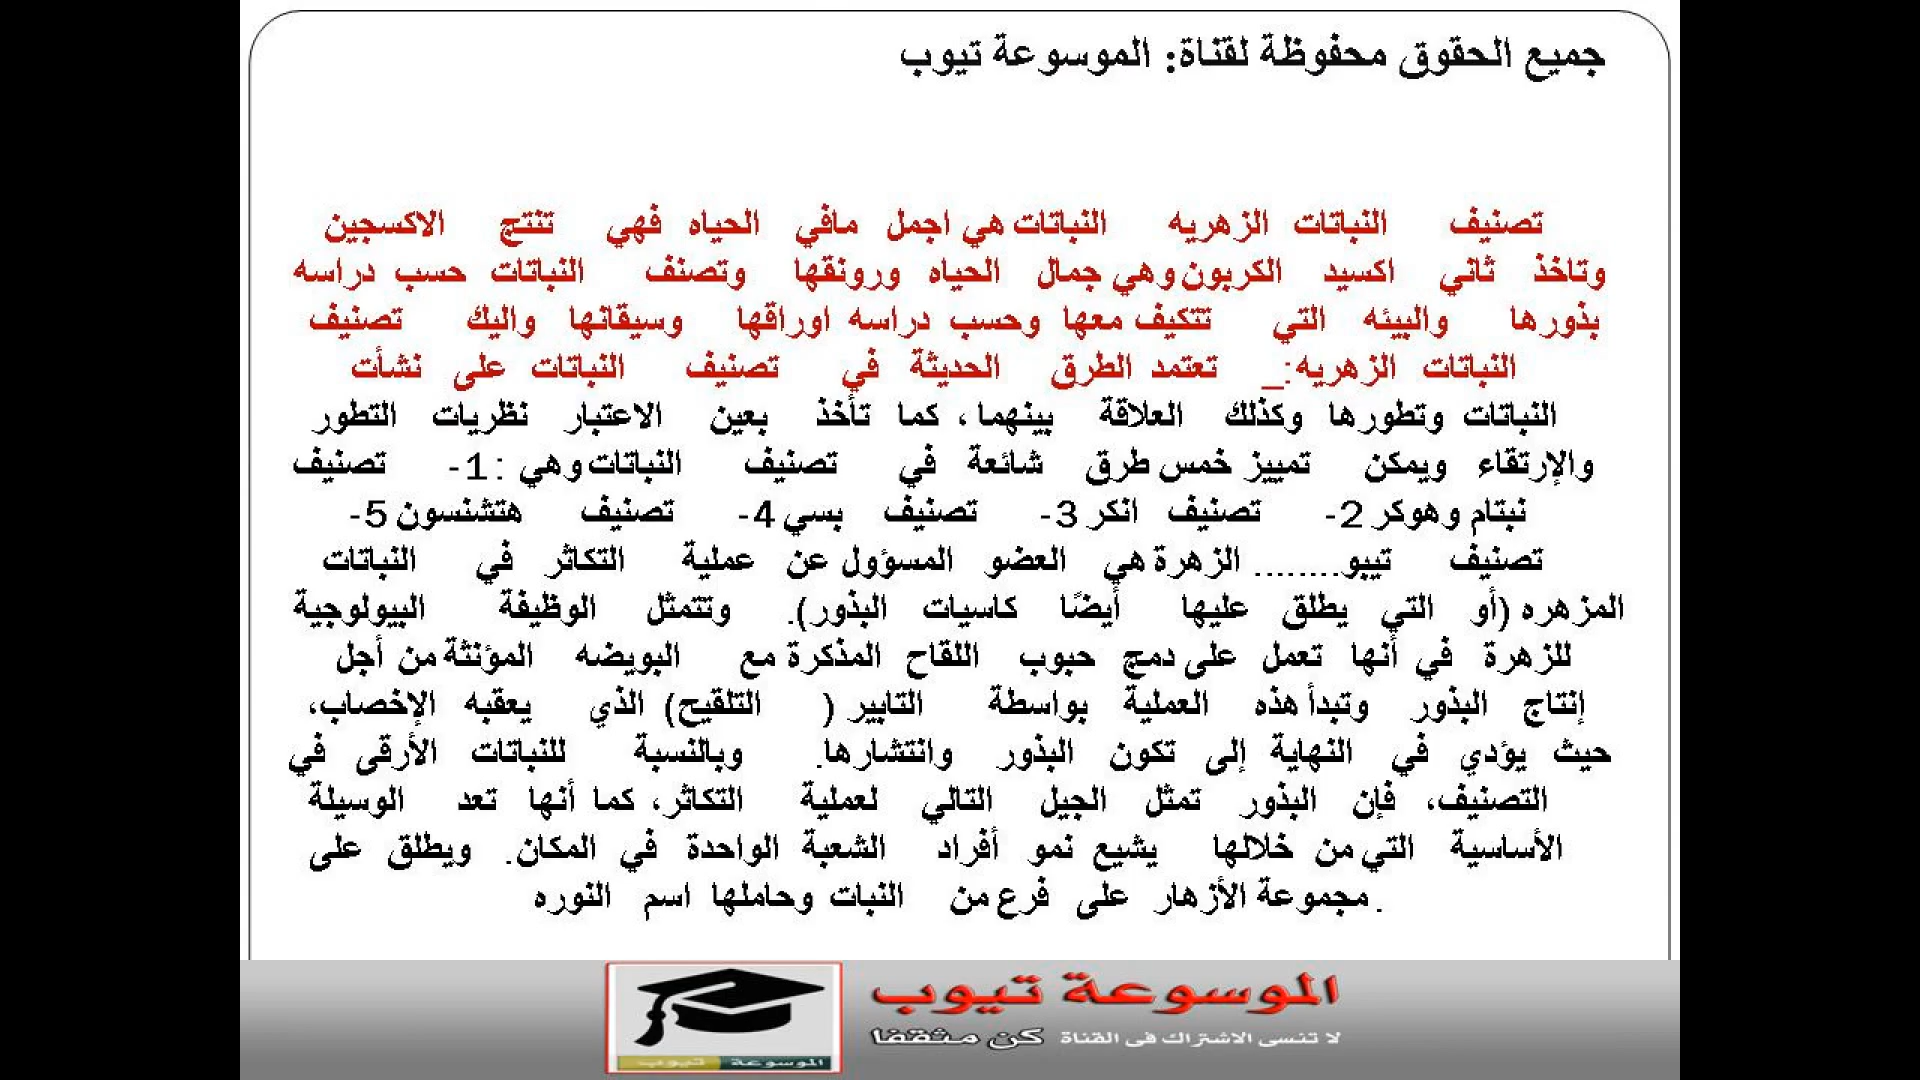 جميع الحقوق محفوظة لقناة: الموسوعة تيوب
تصنيف النباتات الزهريه النباتات هي اجمل مافي الحياه فهي تنتج الاكسجين
وتاخذ ثاني اكسيد الكربون وهي جمال الحياه ورونقها وتصنف النباتات حسب دراسه
بذورها والبيئه التي تتكيف معها وحسب دراسه اوراقها وسيقانها واليك تصنيف
النباتات الزهريه:_ تعتمد الطرق الحديثة في تصنيف النباتات على نشأت
النباتات وتطورها وكذلك العلاقة بينهما، كما تأخذ بعين الاعتبار نظريات التطور
والإرتقاء ويمكن تمييز خمس طرق شائعة في تصنيف النباتات وهي :1- تصنيف
نبتام وهوكر 2- تصنيف انكر 3- تصنيف بسي 4- تصنيف هتشنسون 5-
تصنيف تيبو........ الزهرة هي العضو المسؤول عن عملية التكاثر في النباتات
المزهره (أو التي يطلق عليها أيضًا كاسيات البذور). وتتمثل الوظيفة البيولوجية
للزهرة في أنها تعمل على دمج حبوب اللقاح المذكرة مع البويضه المؤنثة من أجل
إنتاج البذور وتبدأ هذه العملية بواسطة التابير ( التلقيح) الذي يعقبه الإخصاب،
حيث يؤدي في النهاية إلى تكون البذور وانتشارها. وبالنسبة للنباتات الأرقى في
التصنيف، فإن البذور تمثل الجيل التالي لعملية التكاثر، كما أنها تعد الوسيلة
الأساسية التي من خلالها يشيع نمو أفراد الشعبة الواحدة في المكان. ويطلق على
. مجموعة الأزهار على فرع من النبات وحاملها اسم النوره
الموسوعة تيوب
لا تنسى الاشتراك فى القناة كن مثقفا
الموسوعة تيوب